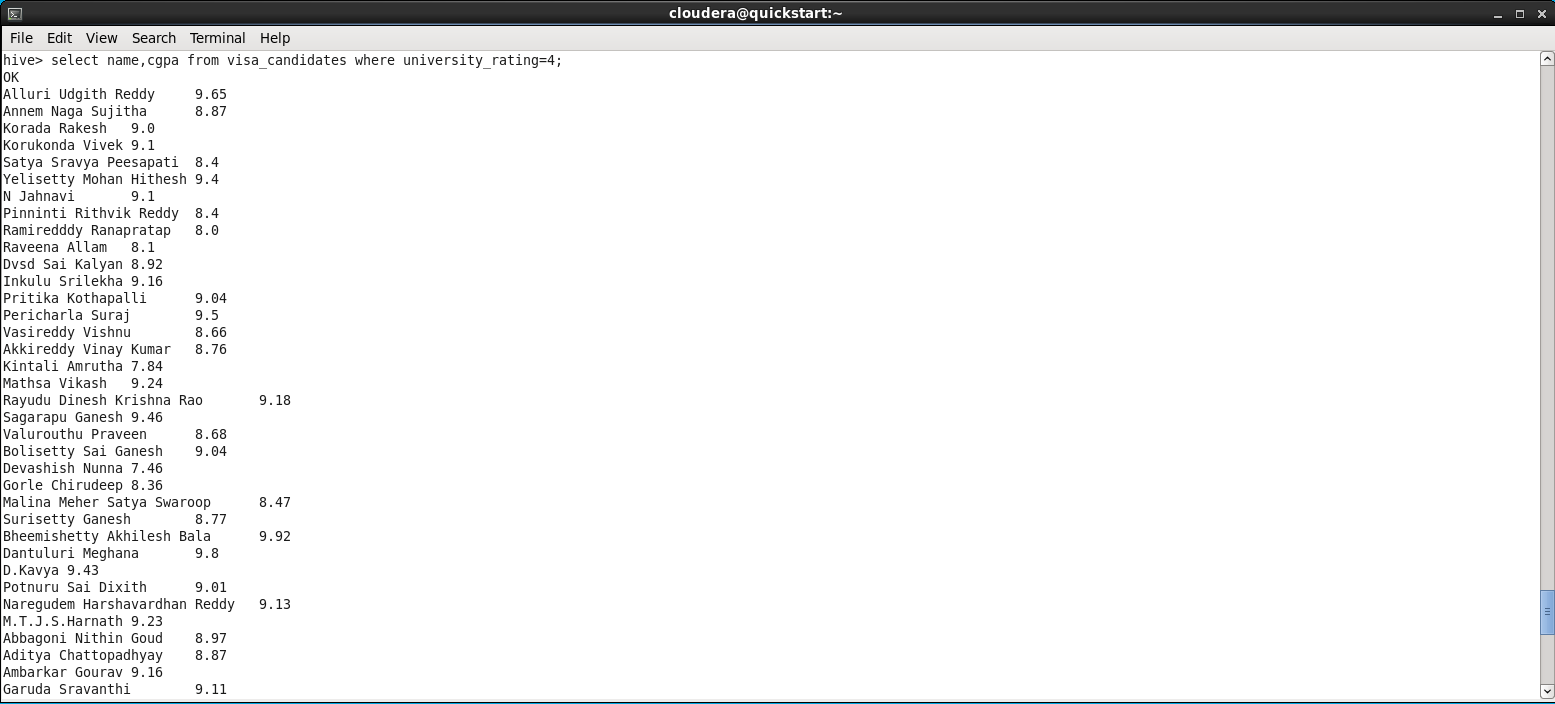 cloudera@quickstart:~
File Edit View Search Terminal Help
hive> select name,cgpa from visa_candidates where university_rating=4;
OK
Alluri Udgith Reddy 9.65
Annem Naga Sujitha 8.87
Korada Rakesh 9.0
Korukonda Vivek 9.1
Satya Sravya Peesapati 8.4
Yelisetty Mohan Hithesh 9.4
N Jahnavi 9.1
Pinninti Rithvik Reddy 8.4
Ramiredddy Ranapratap 8.0
Raveena Allam 8.1
Dvsd Sai Kalyan 8.92
Inkulu Srilekha 9.16
Pritika Kothapalli 9.04
Pericharla Suraj 9.5
Vasireddy Vishnu 8.66
Akkireddy Vinay Kumar 8.76
Kintali Amrutha 7.84
Mathsa Vikash 9.24
Rayudu Dinesh Krishna Rao 9.18
Sagarapu Ganesh 9.46
Valurouthu Praveen 8.68
Bolisetty Sai Ganesh 9.04
Devashish Nunna 7.46
Gorle Chirudeep 8.36
Malina Meher Satya Swaroop 8.47
Surisetty Ganesh 8.77
Bheemishetty Akhilesh Bala 9.92
Dantuluri Meghana 9.8
D.Kavya 9.43
Potnuru Sai Dixith 9.01
Naregudem Harshavardhan Reddy 9.13
M.T.J.S.Harnath 9.23
Abbagoni Nithin Goud 8.97
Aditya Chattopadhyay 8.87
Ambarkar Gourav 9.16
Garuda Sravanthi 9.11